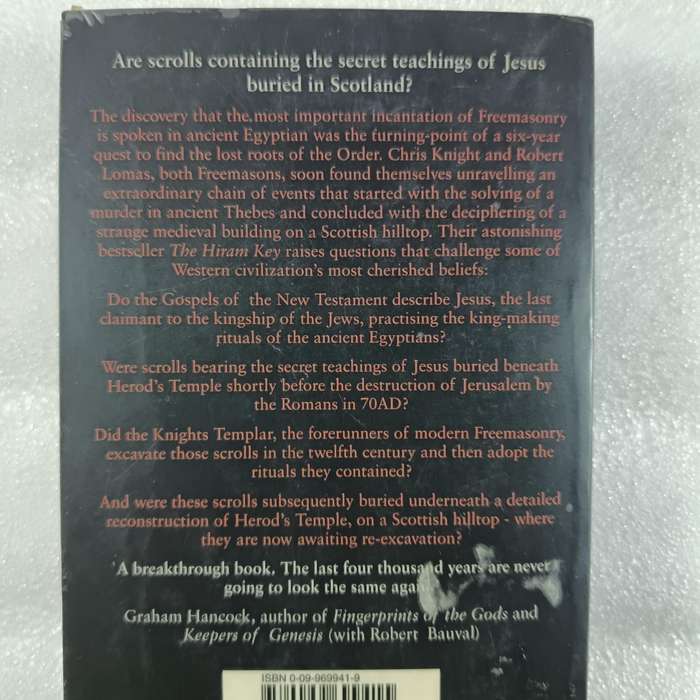 Are scrolls containing the secret teachings of Jesus
buried in Scotland?
The discovery that the most important incantation of Freemasonry
is spoken in ancient Egyptian was the turning-point of a six-year
quest to find the lost roots of the Order. Chris Knight and Robert
Lomas, both Freemasons, soon found themselves unravelling an
extraordinary chain of events that started with the solving of a
murder in ancient Thebes and concluded with the deciphering of a
strange medieval building on a Scottish hilltop. Their astonishing
bestseller The Hiram Key raises questions that challenge some of
Western civilization's most cherished beliefs:
Do the Gospels of the New Testament describe Jesus, the last
claimant to the kingship of the Jews, practising the king-making
rituals of the ancient Egyptians?
Were scrolls bearing the secret teachings of Jesus buried beneath
Herod's Temple shortly before the destruction of Jerusalem by
the Romans in 70AD?
Did the Knights Templar, the forerunners of modern Freemasonry,
excavate those scrolls in the twelfth century and then adopt the
rituals they contained?
And were these scrolls subsequently buried underneath a detailed
reconstruction of Herod's Temple, on a Scottish hilltop - where
they are now awaiting re-excavation?
'A breakthrough book. The last four thousand years are never
going to look the same again.'
Graham Hancock, author of Fingerprints of the Gods and
Keepers of Genesis (with Robert Bauval)
ISBN 0-09-969941-9